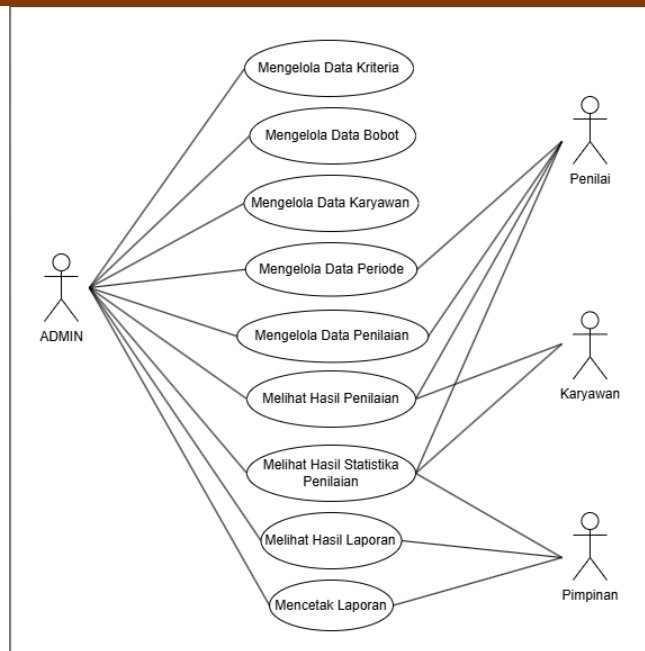 Mengelola Data Kriteria
Mengelola Data Bobot
Penilai
Mengelola Data Karyawan
Mengelola Data Periode
ADMIN
Mengelola Data Penilaian
Karyawan
Melihat Hasil Penilaian
Melihat Hasil Statistika
Penilaian
Melihat Hasil Laporan
Pimpinan
Mencetak Laporan